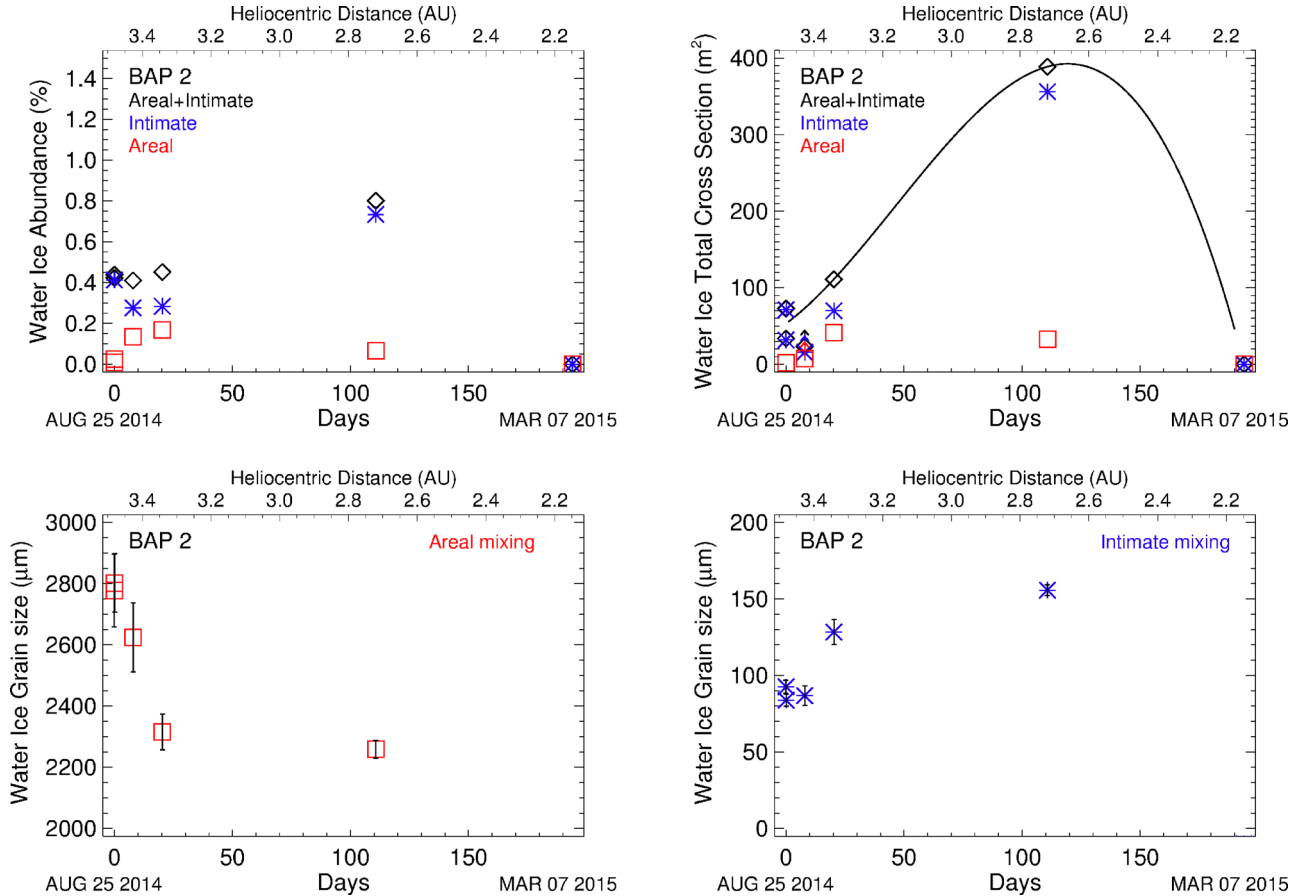 Heliocentric Distance (AU)
3.4 3.2 3.0 2.8 2.6 2.4 2.2
Water Ice Abundance (%)
1.4
1.2
1.0
0.8
0.6
0.4
0.2
0.0
BAP 2
Areal+Intimate
Intimate
Areal
0 50 100 150
AUG 25 2014 Days MAR 07 2015
Heliocentric Distance (AU)
3.4 3.2 3.0 2.8 2.6 2.4 2.2
Water Ice Total Cross Section (m²)
400
300
200
100
0
BAP 2
Areal+Intimate
Intimate
Areal
0 50 100 150
AUG 25 2014 Days MAR 07 2015
Heliocentric Distance (AU)
3.4 3.2 3.0 2.8 2.6 2.4 2.2
Water Ice Grain size (μm)
3000
2800
2600
2400
2200
2000
BAP 2 Areal mixing
0 50 100 150
AUG 25 2014 Days MAR 07 2015
Heliocentric Distance (AU)
3.4 3.2 3.0 2.8 2.6 2.4 2.2
Water Ice Grain size (μm)
200
150
100
50
0
BAP 2 Intimate mixing
0 50 100 150
AUG 25 2014 Days MAR 07 2015